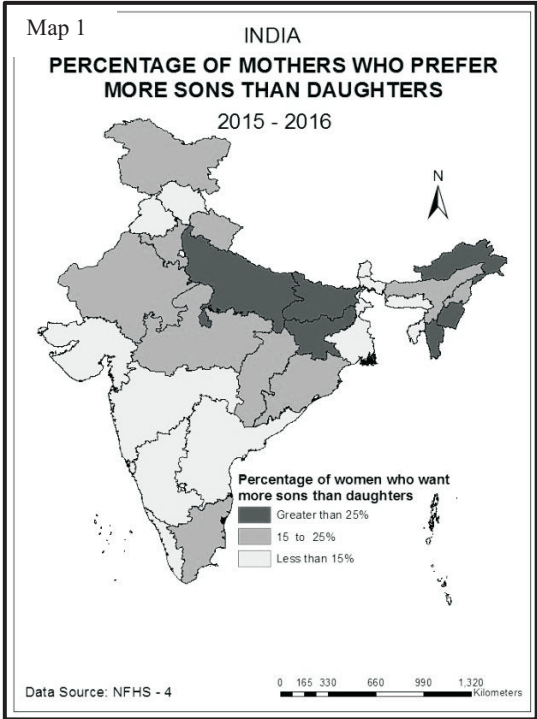 Map 1
INDIA
PERCENTAGE OF MOTHERS WHO PREFER
MORE SONS THAN DAUGHTERS
2015 - 2016
N
Percentage of women who want
more sons than daughters
Greater than 25%
15 to 25%
Less than 15%
Data Source: NFHS - 4
0 165 330 660 990 1,320
Kilometers